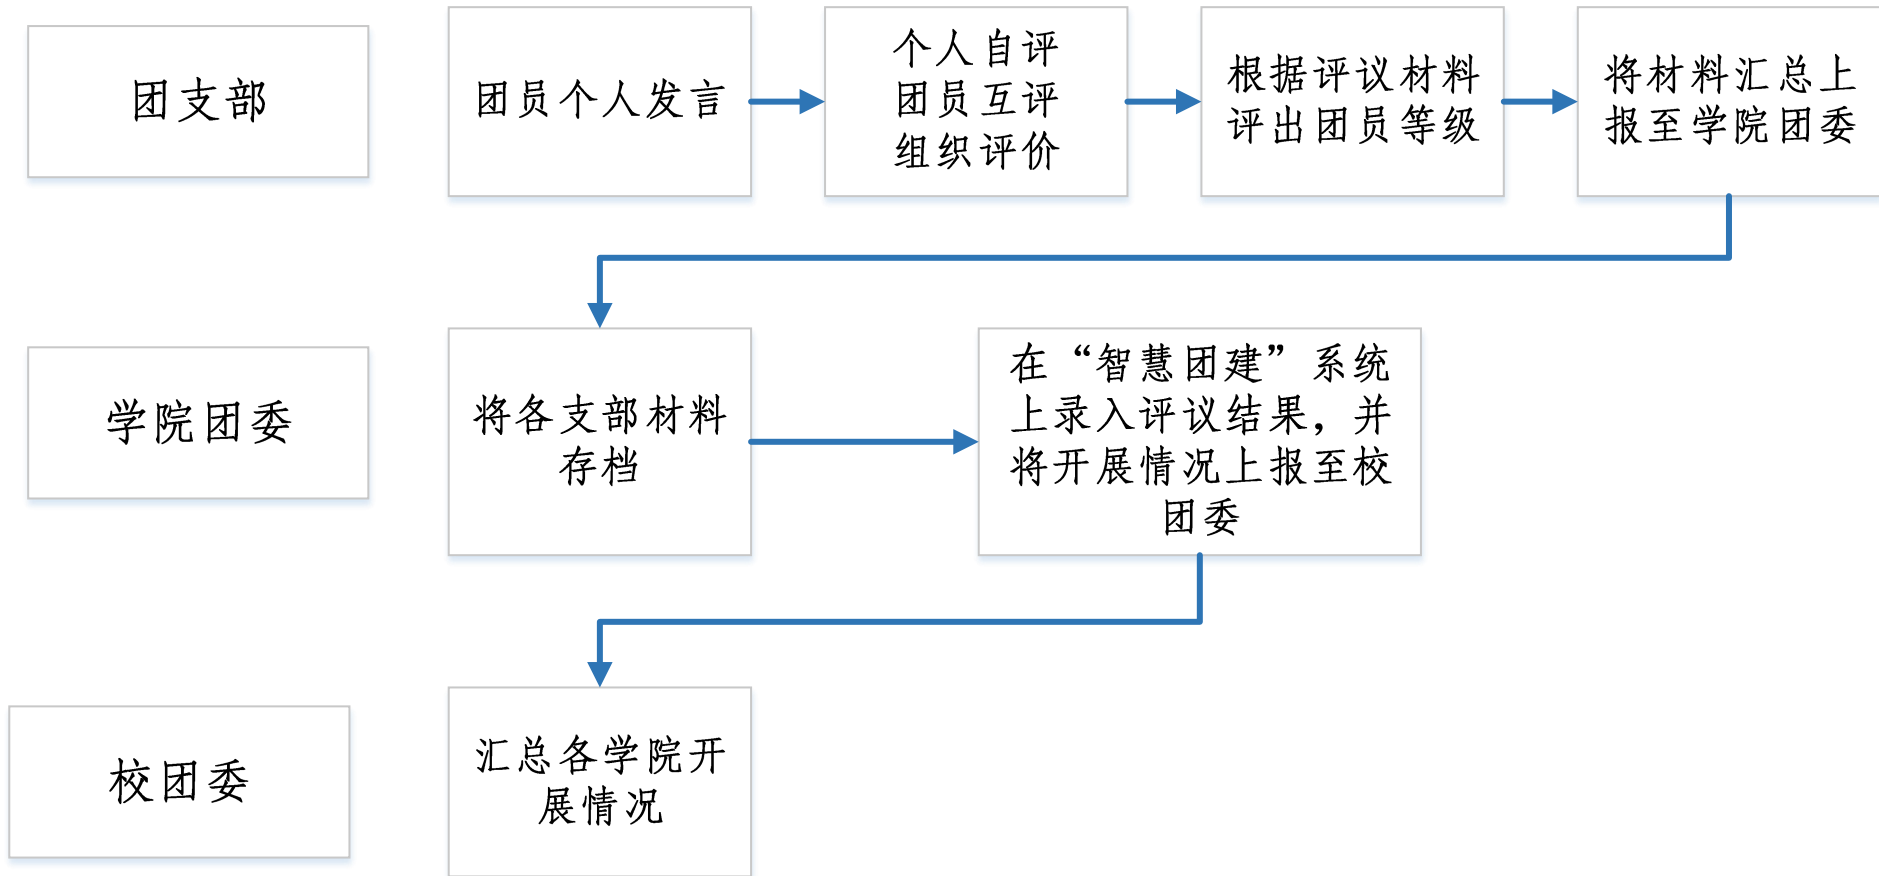 团支部
团员个人发言
个人自评
团员互评
组织评价
根据评议材料
评出团员等级
将材料汇总上
报至学院团委
学院团委
将各支部材料
存档
在“智慧团建”系统
上录入评议结果，并
将开展情况上报至校
团委
校团委
汇总各学院开
展情况